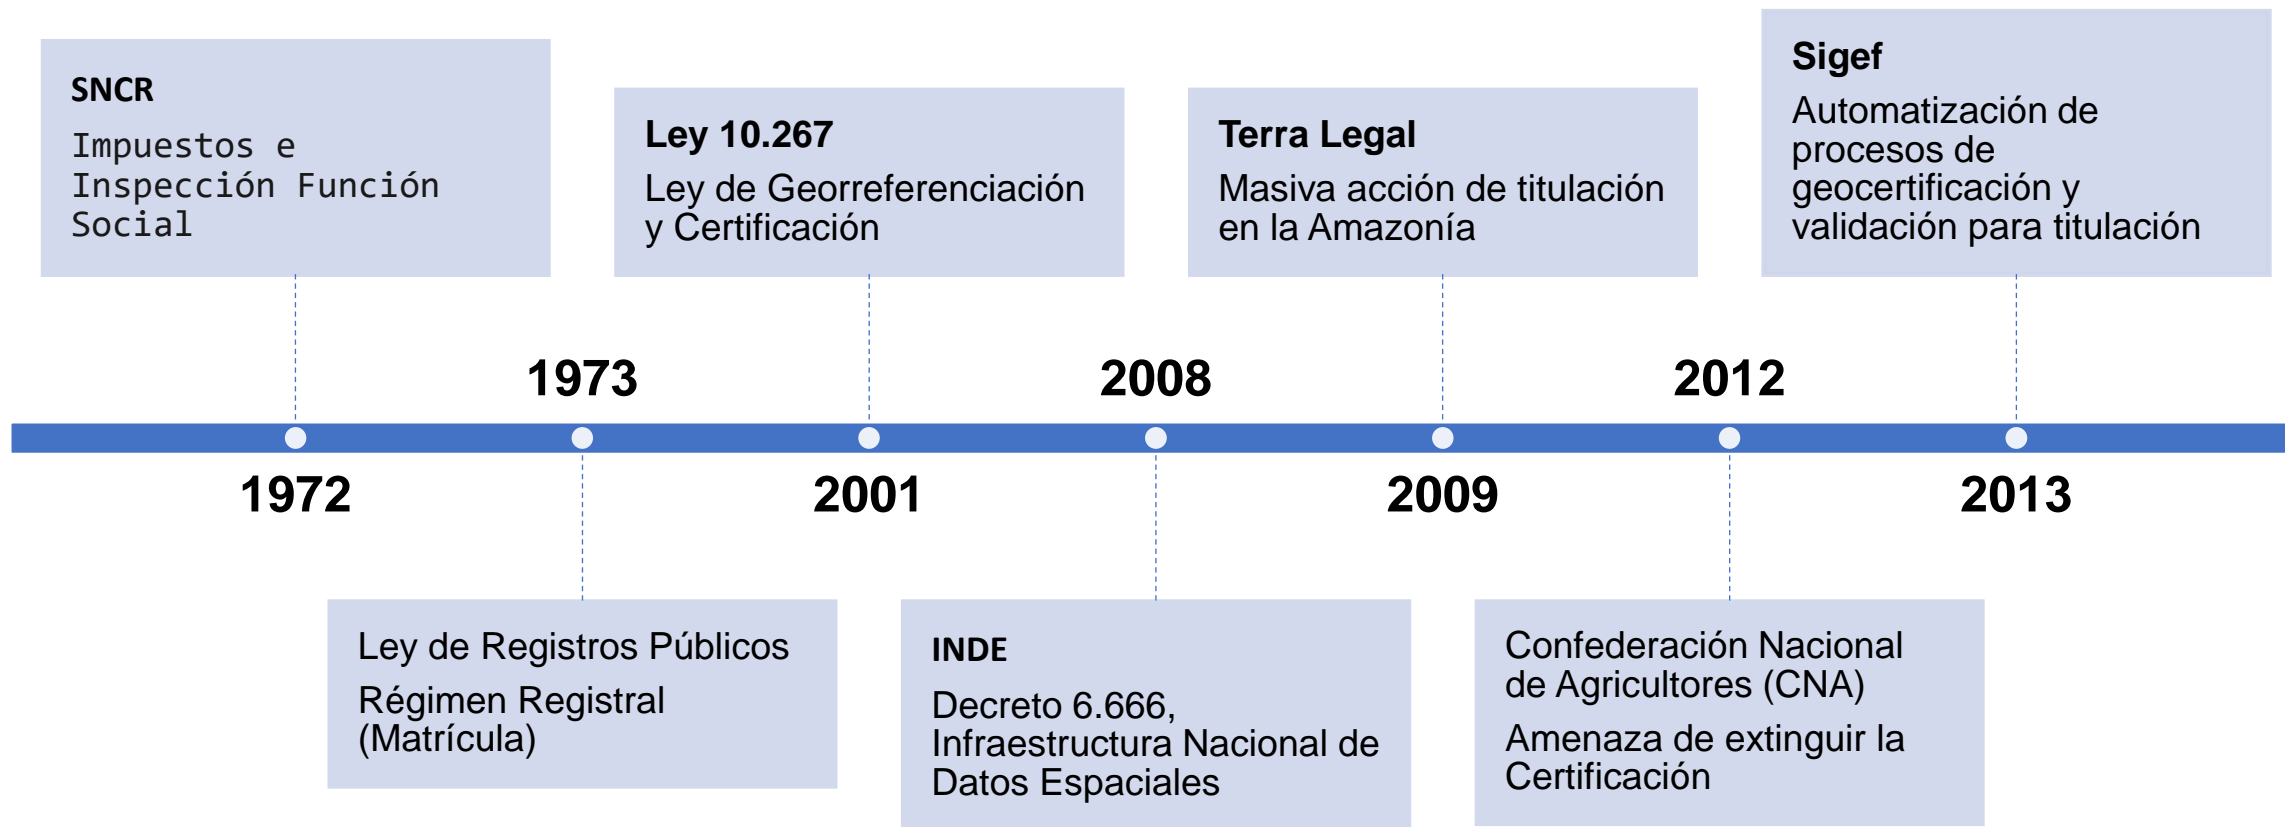 SNCR
Impuestos e
Inspección Función
Social
Ley 10.267
Ley de Georreferenciación
y Certificación
Terra Legal
Masiva acción de titulación
en la Amazonía
Sigef
Automatización de
procesos de
geocertificación y
validación para titulación
1973
2008
2012
1972
2001
2009
2013
Ley de Registros Públicos
Régimen Registral
(Matrícula)
INDE
Decreto 6.666,
Infraestructura Nacional de
Datos Espaciales
Confederación Nacional
de Agricultores (CNA)
Amenaza de extinguir la
Certificación